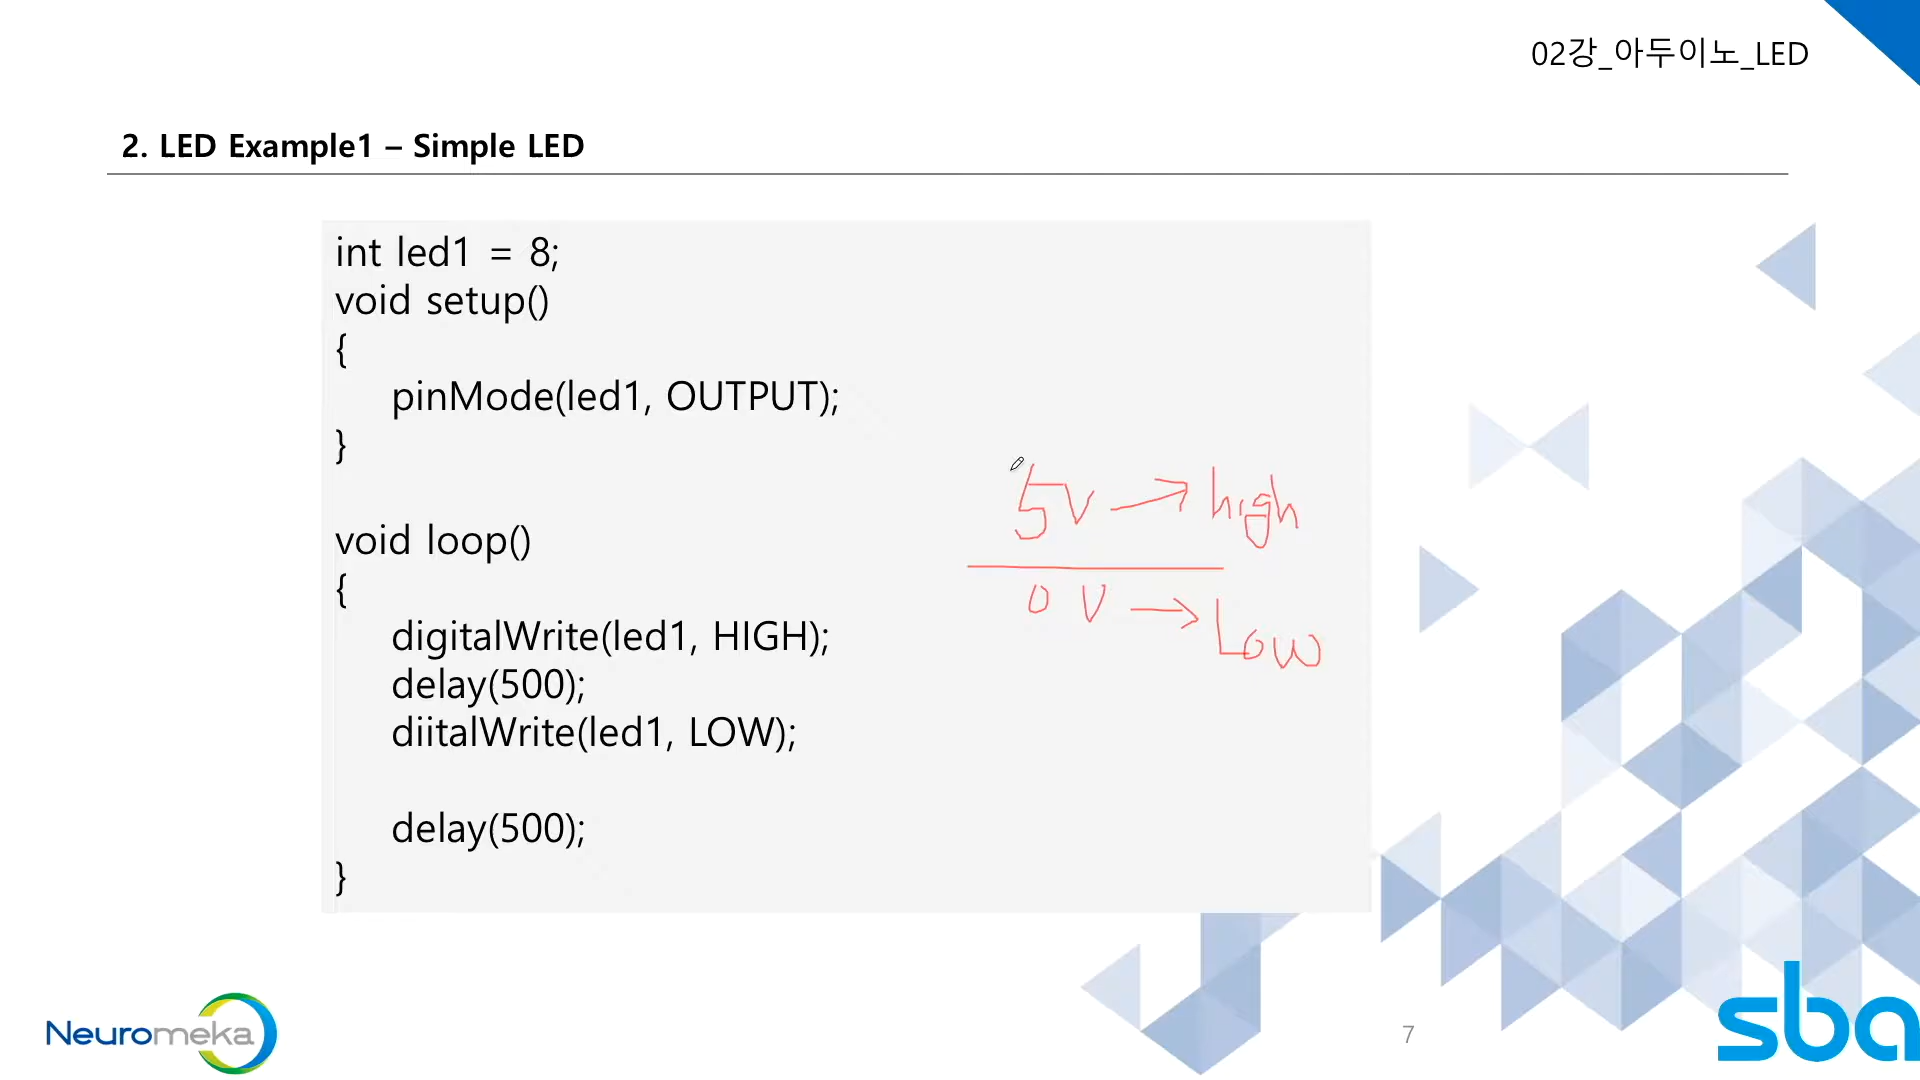 02강_아두이노_LED
2. LED Example1 – Simple LED
int led1 = 8;
void setup()
{
pinMode(led1, OUTPUT);
}
void loop()
{
digitalWrite(led1, HIGH);
delay(500);
diitalWrite(led1, LOW);
delay(500);
}
5V → high
0 V → Low
Neuromeka
7
sba